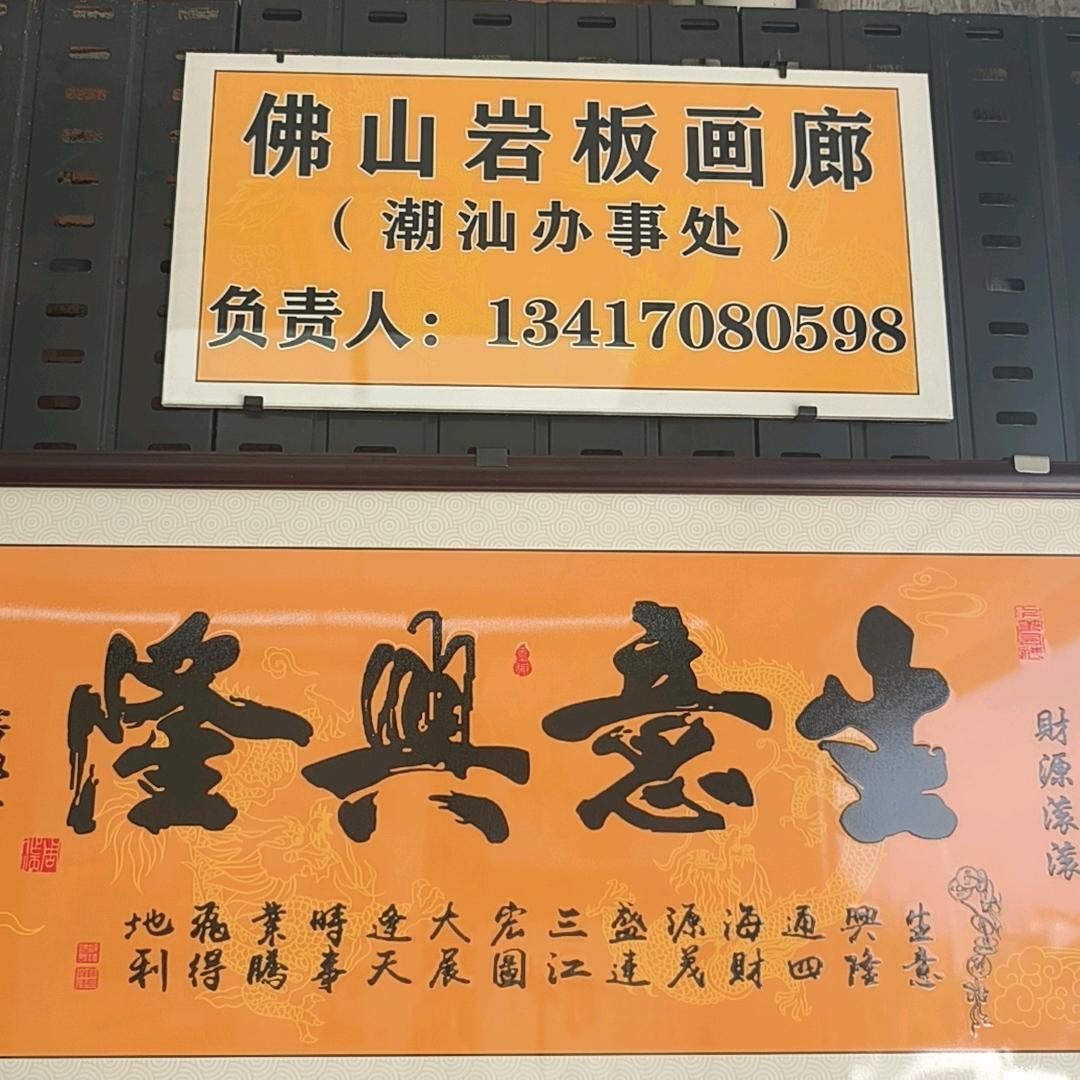 佛山岩板画廊
（潮汕办事处）
负责人：13417080598
財源滾滾
生意興隆
生意
興隆
通四
海財
源茂
盛達
三江
宏圖
大展
逢天
時事
業騰
飛得
地利